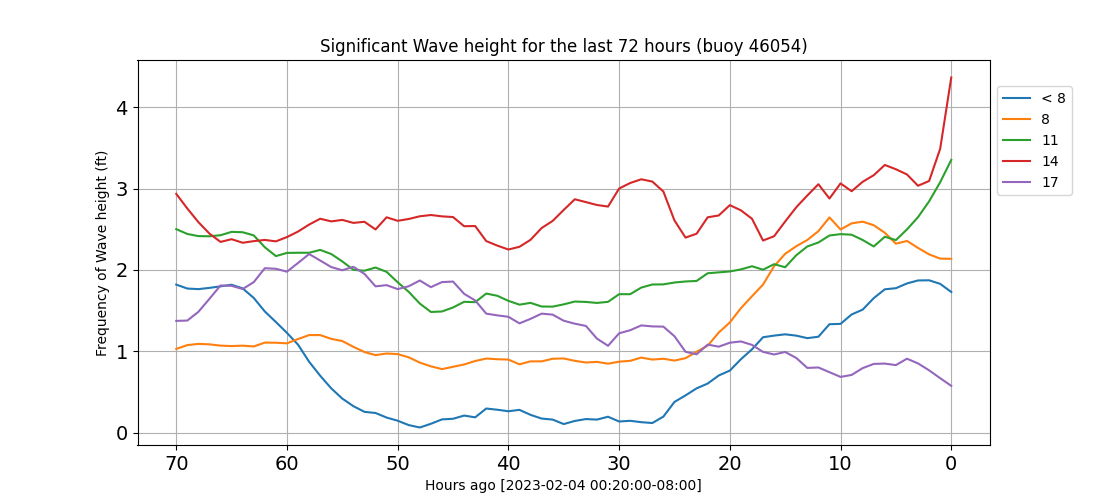 Significant Wave height for the last 72 hours (buoy 46054)
Frequency of Wave height (ft)
4
3
2
1
0
70 60 50 40 30 20 10 0
Hours ago [2023-02-04 00:20:00-08:00]
< 8
8
11
14
17